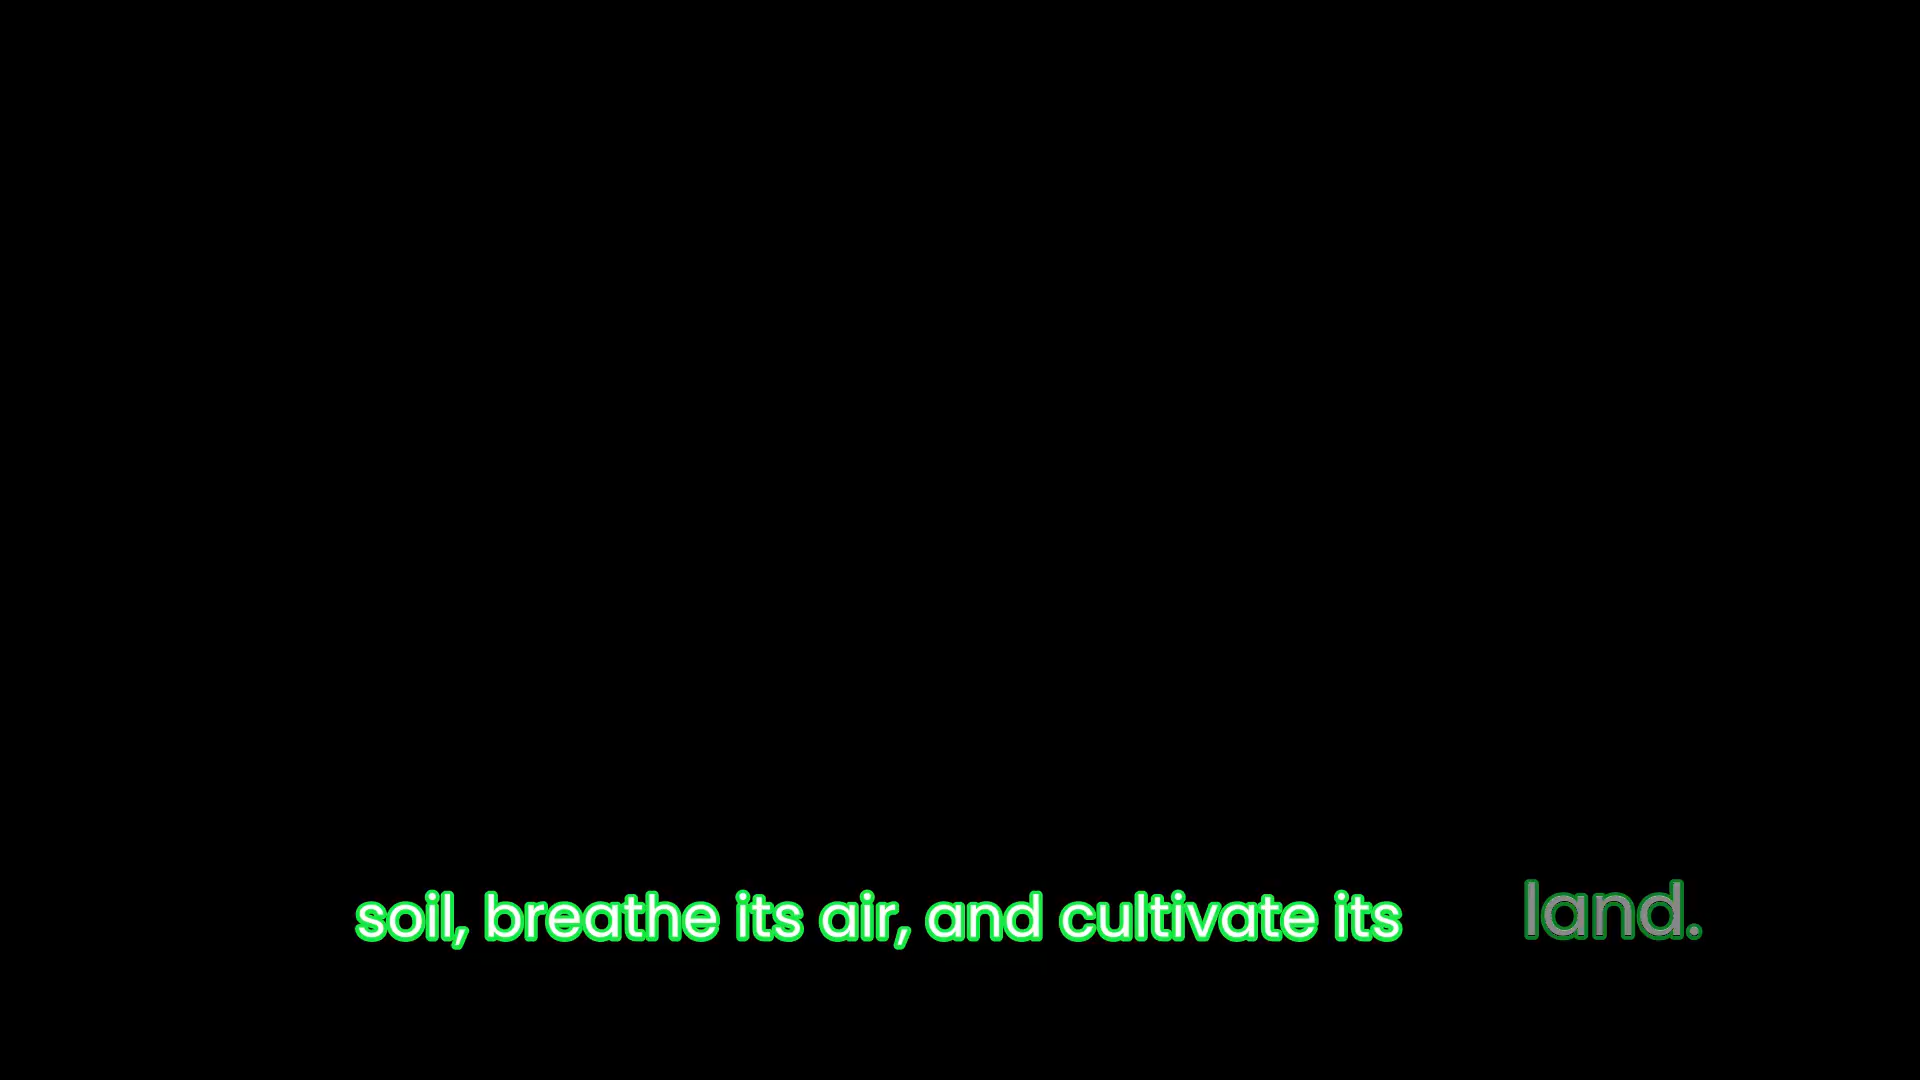 soil, breathe its air, and cultivate its land.